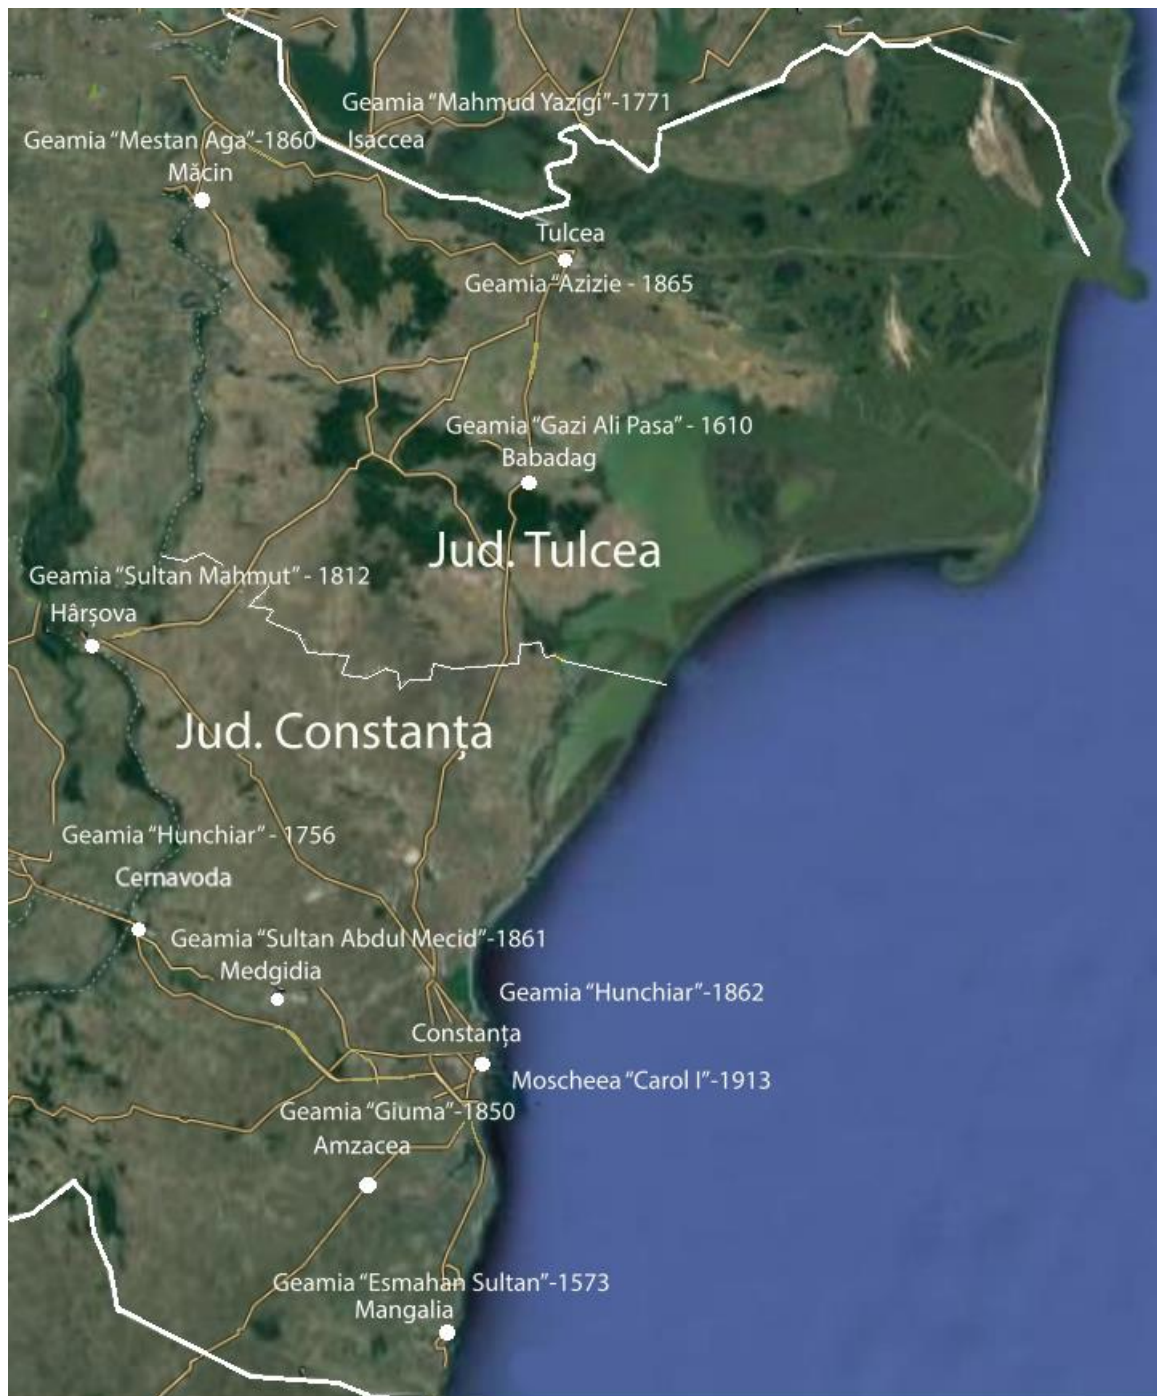 Geamia “Mahmud Yazigi”-1771
Geamia “Mestan Aga”-1860
Isaccea
Măcin
Tulcea
Geamia “Azizie - 1865
Geamia “Gazi Ali Pasa” - 1610
Babadag
Jud. Tulcea
Geamia “Sultan Mahmut” - 1812
Hârșova
Jud. Constanța
Geamia “Hunchiar” - 1756
Cernavoda
Geamia “Sultan Abdul Mecid”-1861
Medgidia
Geamia “Hunchiar”-1862
Constanța
Moscheea “Carol I”-1913
Geamia “Giuma”-1850
Amzacea
Geamia “Esmahan Sultan”-1573
Mangalia